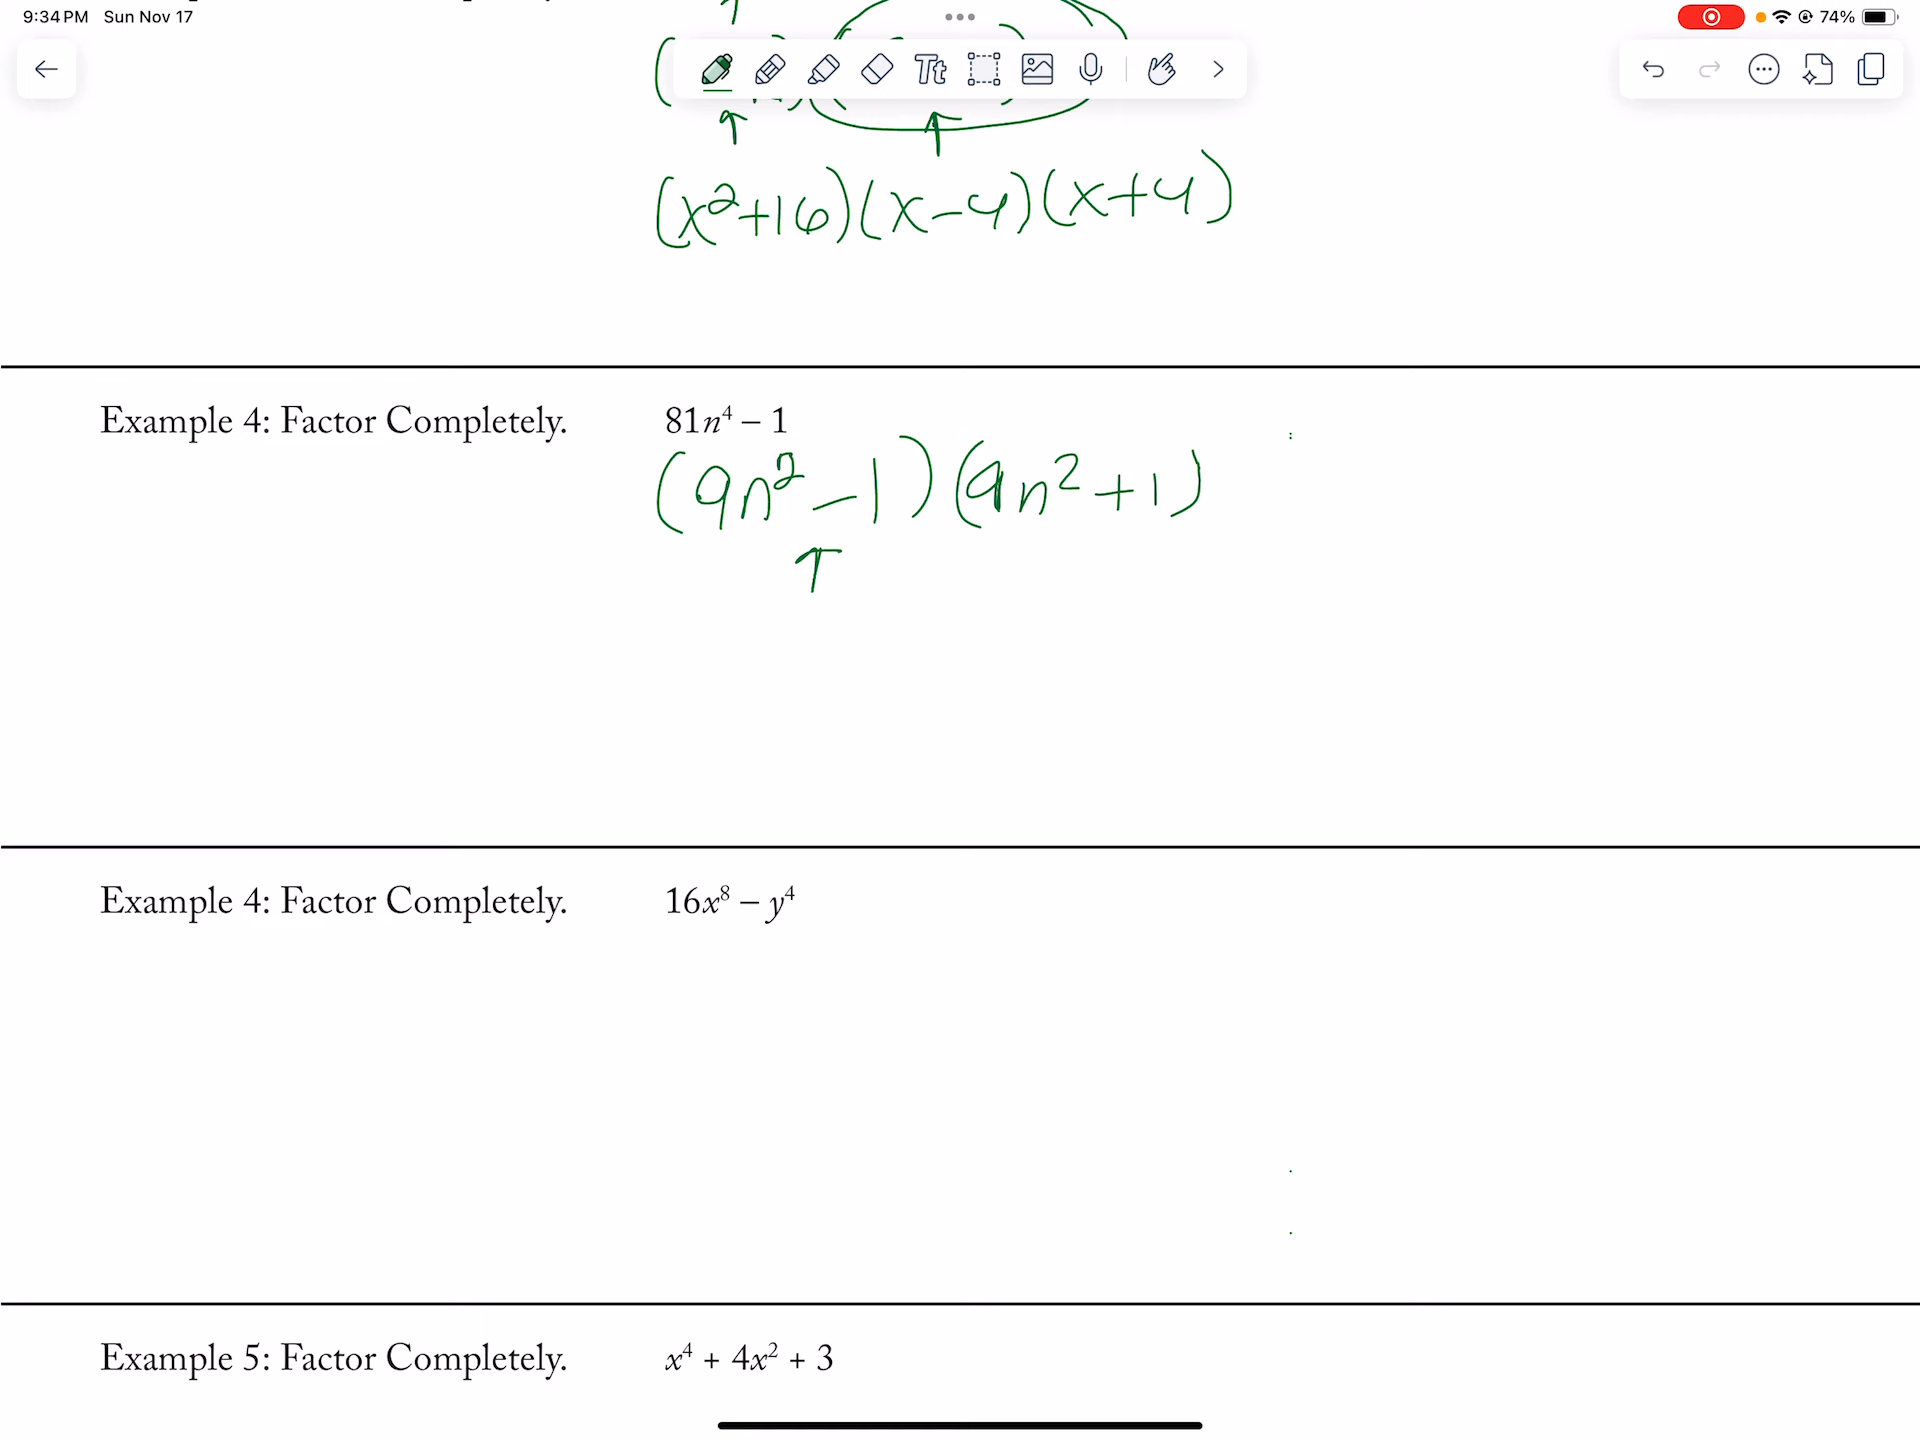 9:34 PM Sun Nov 17
74%
Tt
(x²+16)(x-4)(x+4)
Example 4: Factor Completely. 81n⁴ – 1
(9n²-1)(9n²+1)
Example 4: Factor Completely. 16x⁸ – y⁴
Example 5: Factor Completely. x⁴ + 4x² + 3